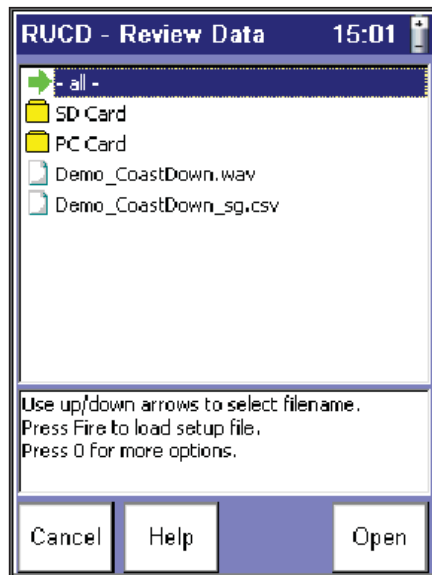 RUCD - Review Data 15:01
- all -
SD Card
PC Card
Demo_CoastDown.wav
Demo_CoastDown_sg.csv
Use up/down arrows to select filename.
Press Fire to load setup file.
Press 0 for more options.
Cancel Help Open